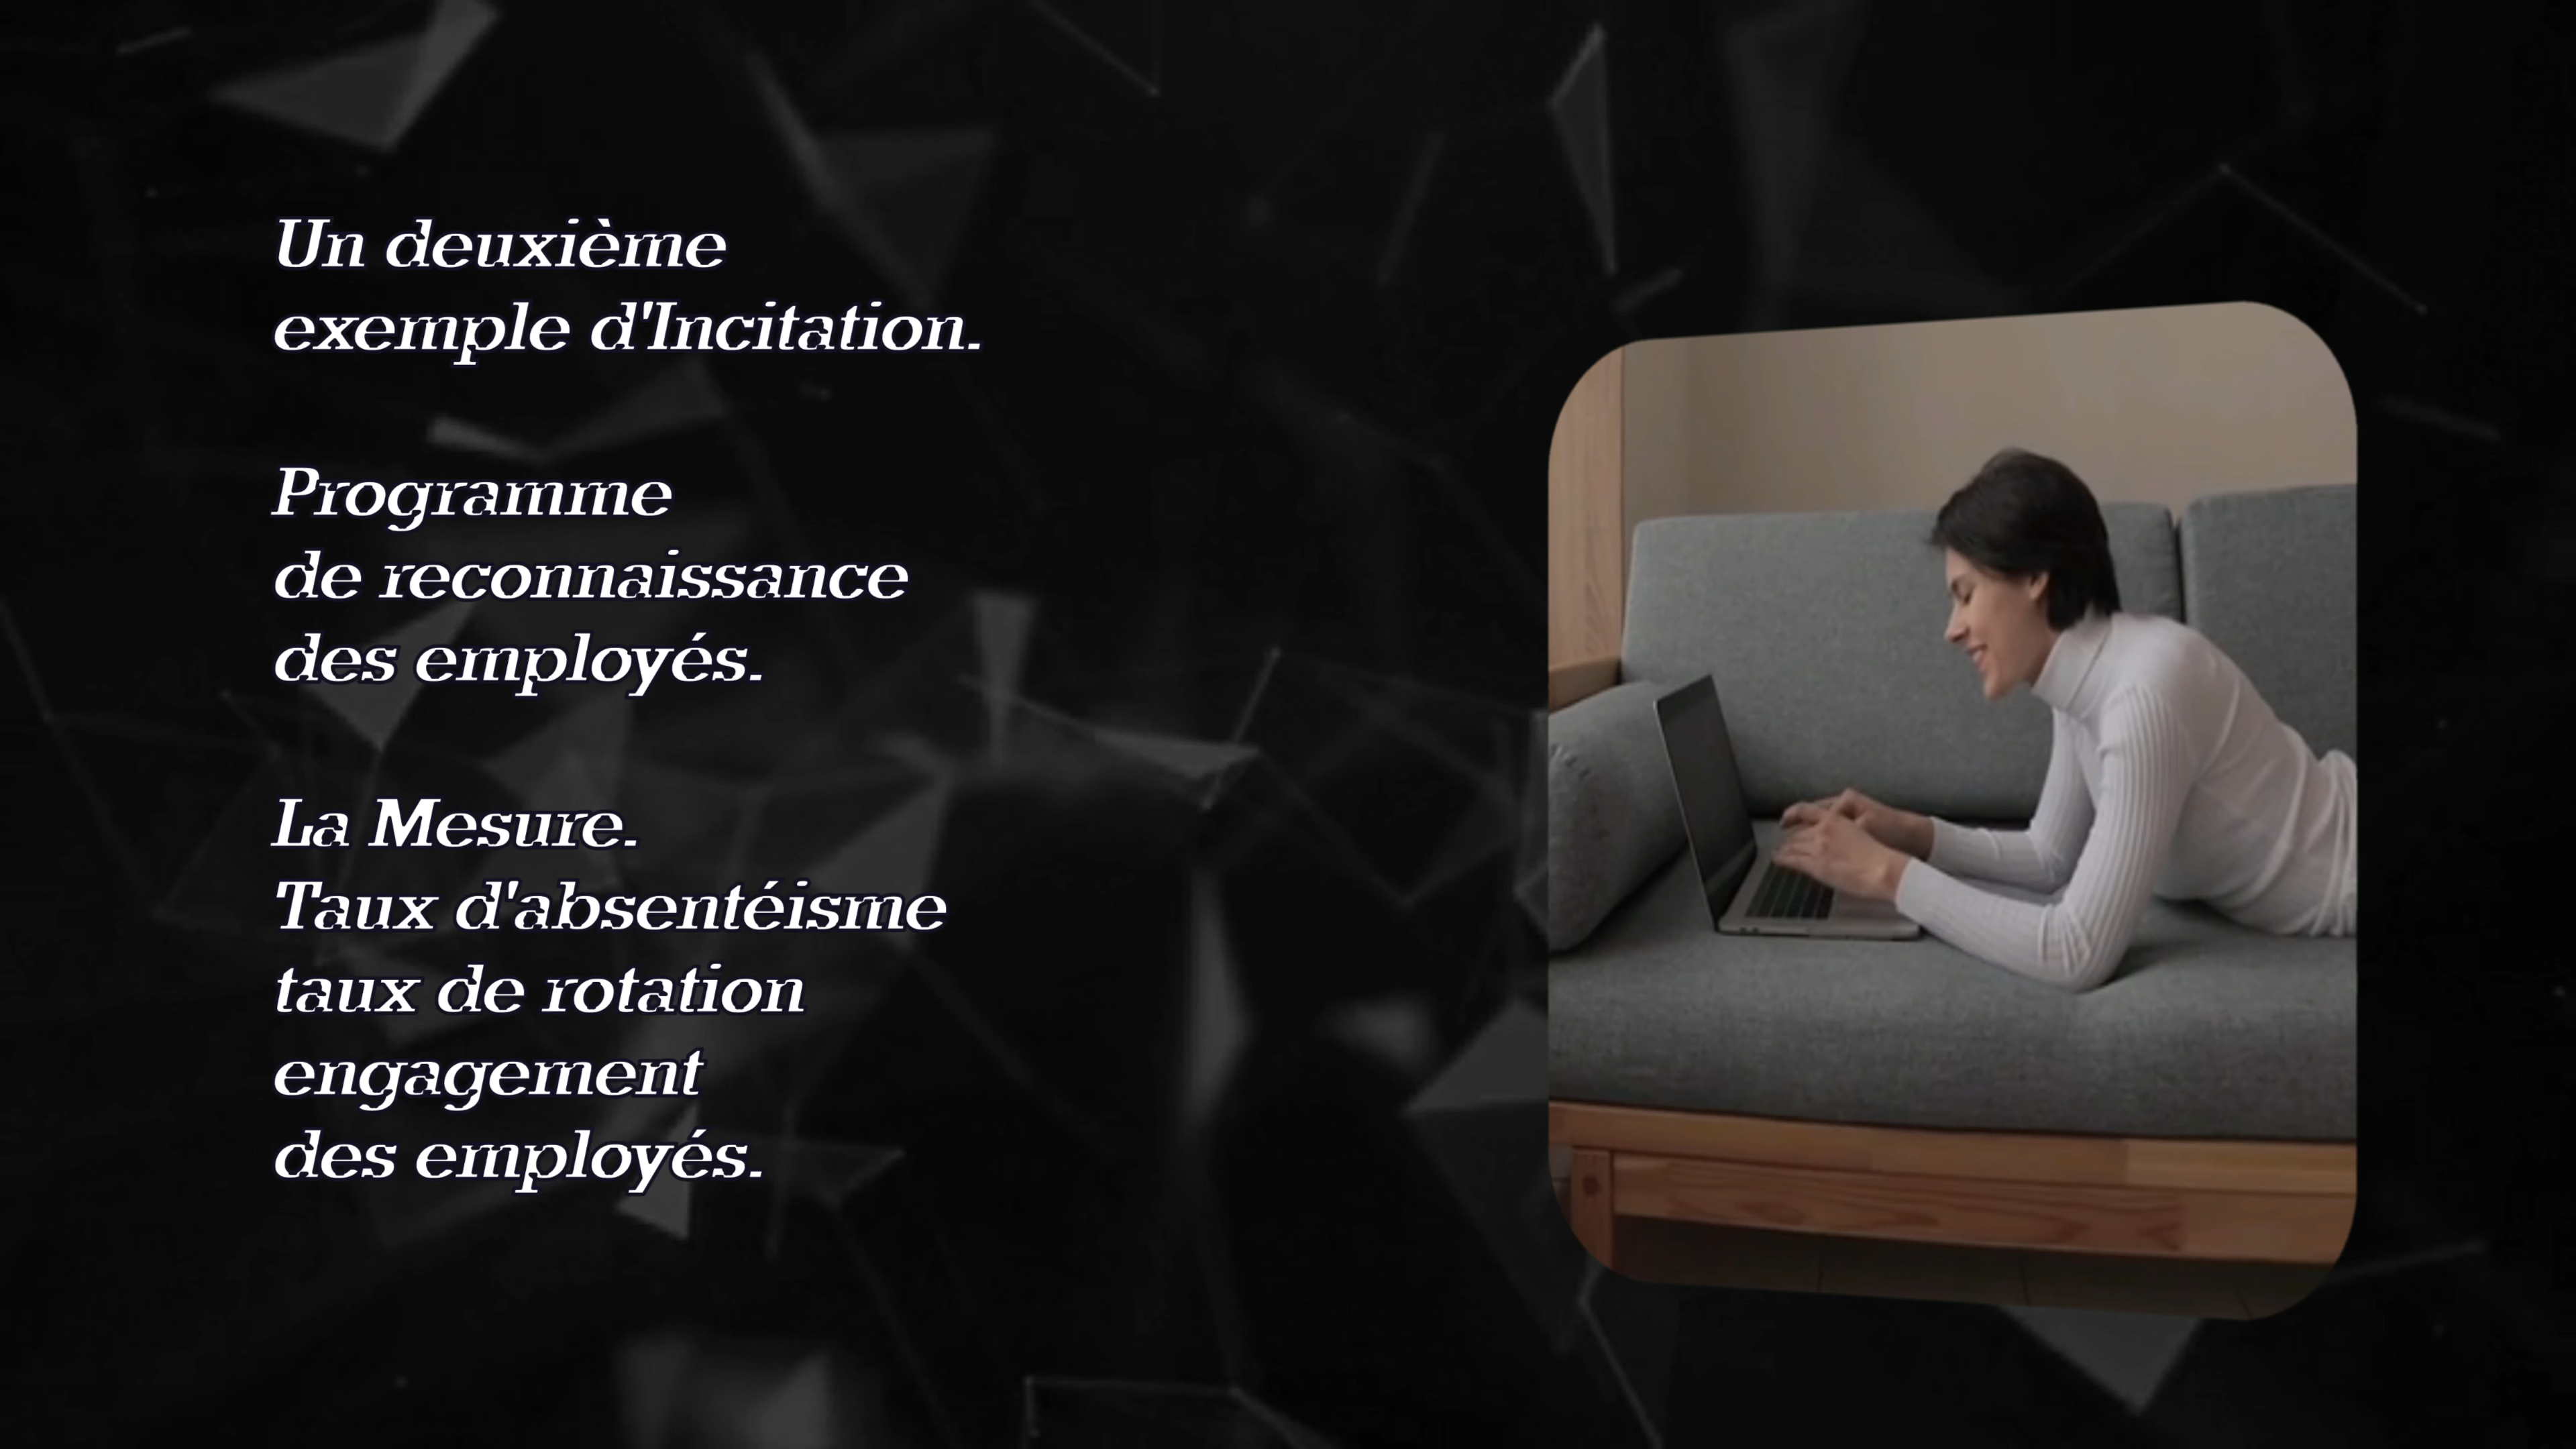 Un deuxième
exemple d'Incitation.
Programme
de reconnaissance
des employés.
La Mesure.
Taux d'absentéisme
taux de rotation
engagement
des employés.